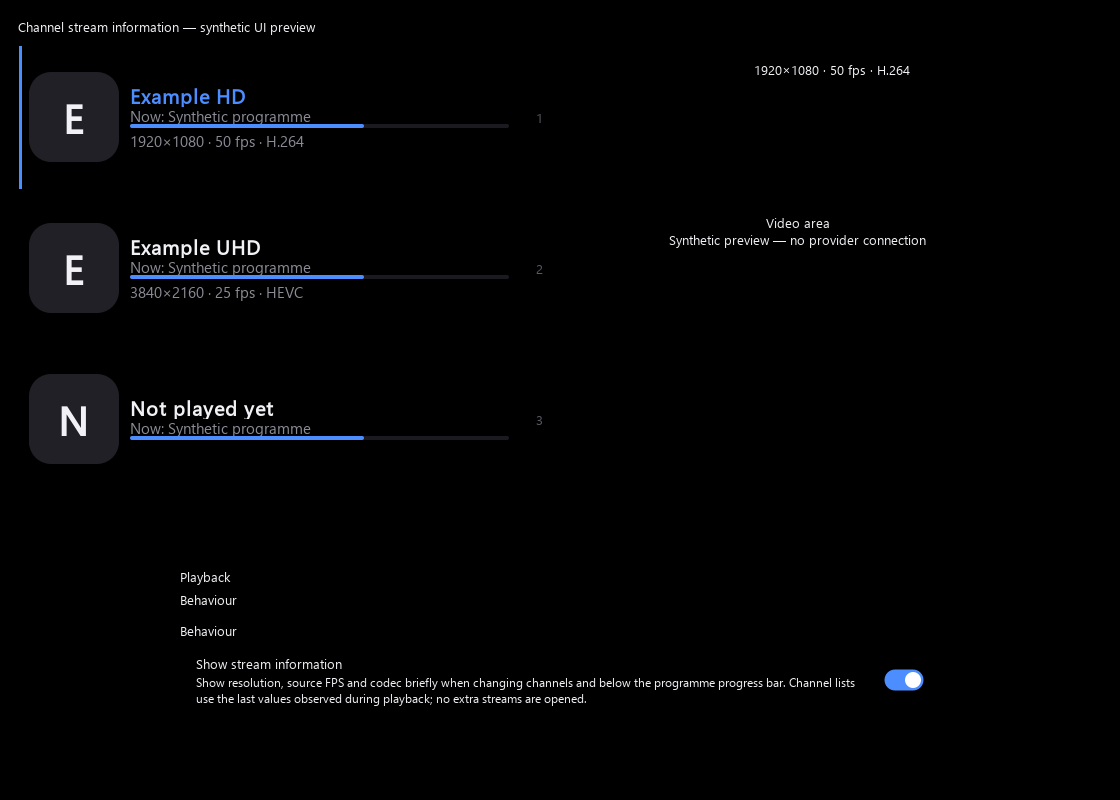 Channel stream information — synthetic UI preview
E
Example HD
Now: Synthetic programme
1920×1080 · 50 fps · H.264
1
1920×1080 · 50 fps · H.264
Video area
Synthetic preview — no provider connection
E
Example UHD
Now: Synthetic programme
3840×2160 · 25 fps · HEVC
2
N
Not played yet
Now: Synthetic programme
3
Playback
Behaviour
Behaviour
Show stream information
Show resolution, source FPS and codec briefly when changing channels and below the programme progress bar. Channel lists
use the last values observed during playback; no extra streams are opened.